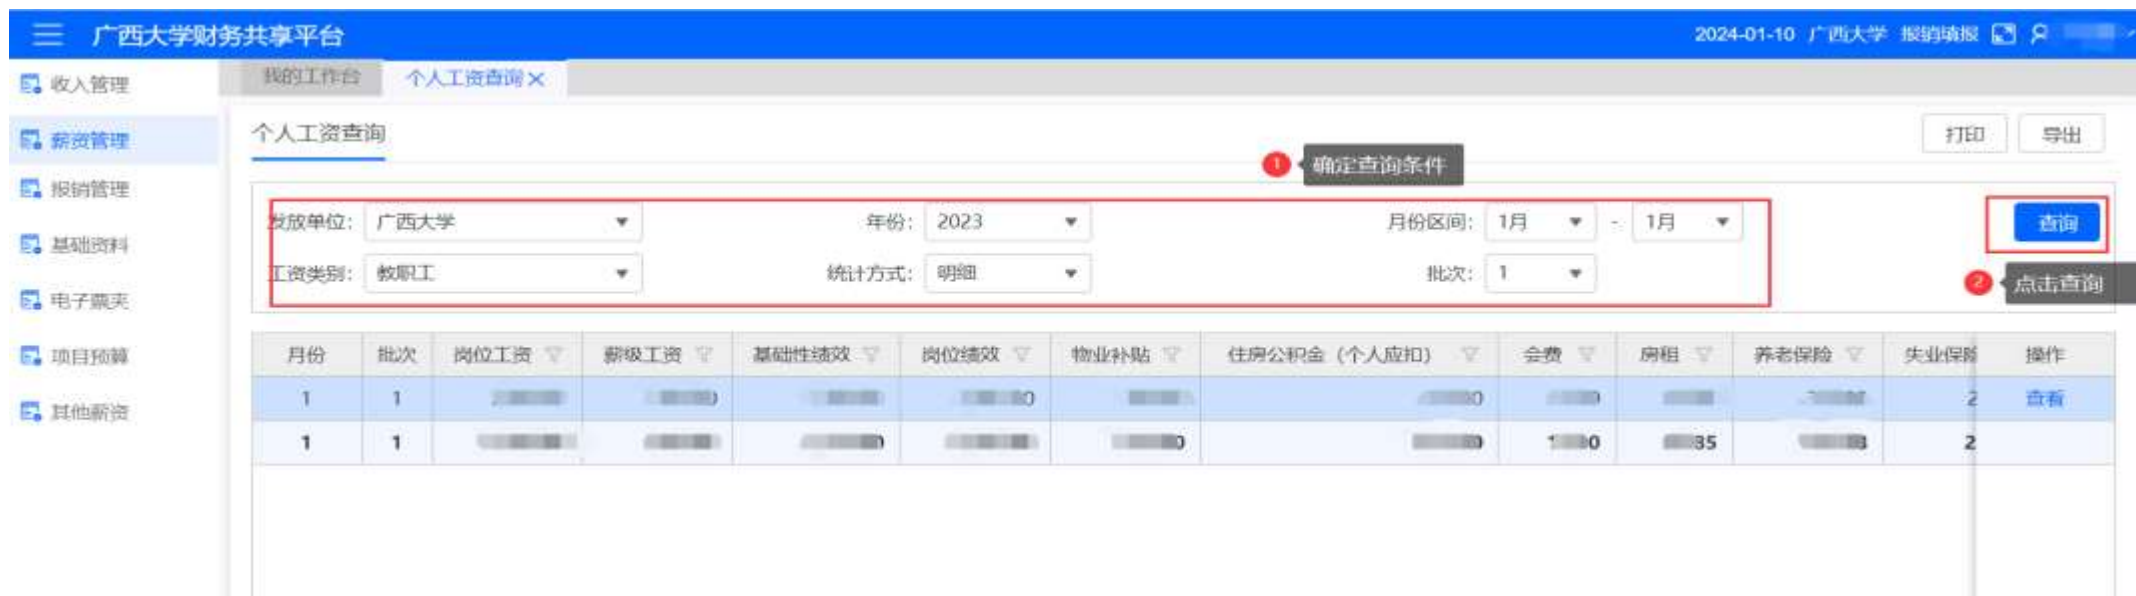 广西大学财务共享平台
2024-01-10 广西大学 报销填报
收入管理
薪资管理
报销管理
基础资料
电子票夹
项目预算
其他薪资
我的工作台 个人工资查询
个人工资查询
打印 导出
1 确定查询条件
发放单位: 广西大学 年份: 2023 月份区间: 1月 - 1月 查询
工资类别: 教职工 统计方式: 明细 批次: 1
2 点击查询
月份 批次 岗位工资 薪级工资 基础性绩效 岗位绩效 物业补贴 住房公积金（个人应扣） 会费 房租 养老保险 失业保险 操作
1 1 2 查看
1 1 2